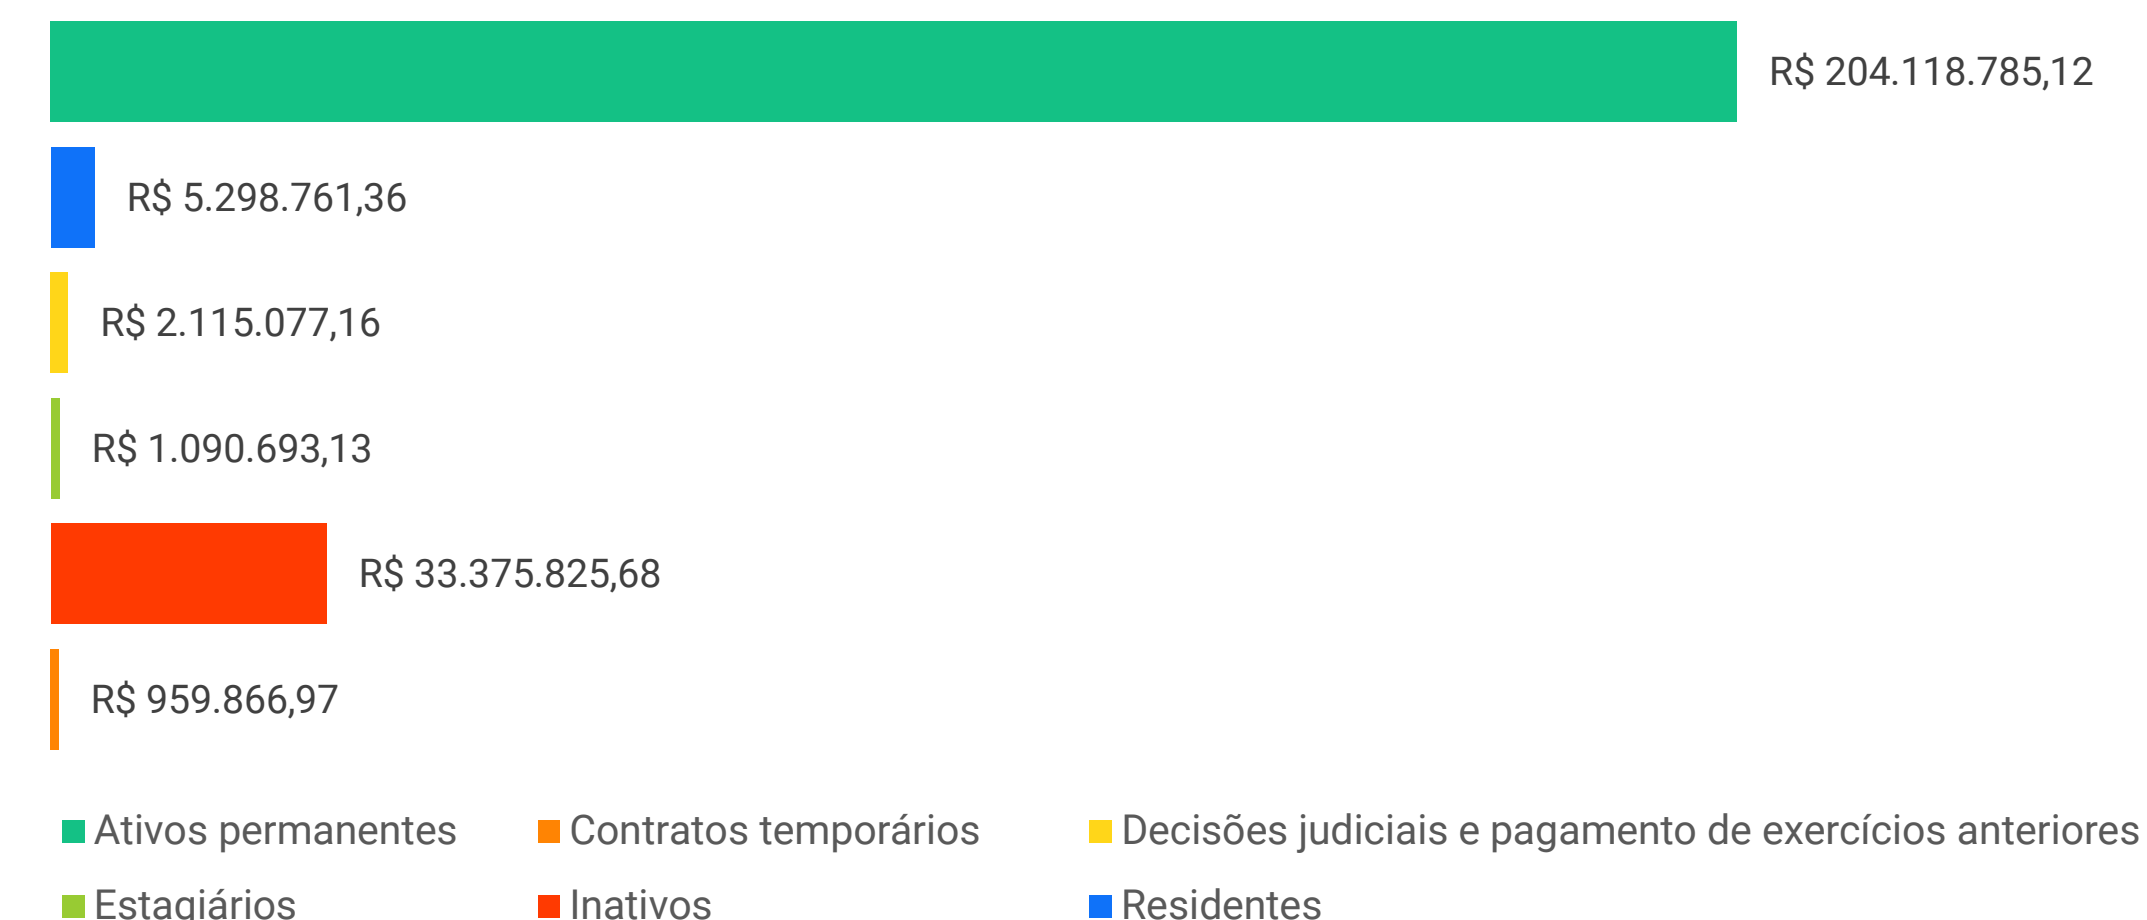 R$ 204.118.785,12
R$ 5.298.761,36
R$ 2.115.077,16
R$ 1.090.693,13
R$ 33.375.825,68
R$ 959.866,97
Ativos permanentes Contratos temporários Decisões judiciais e pagamento de exercícios anteriores
Estagiários Inativos Residentes